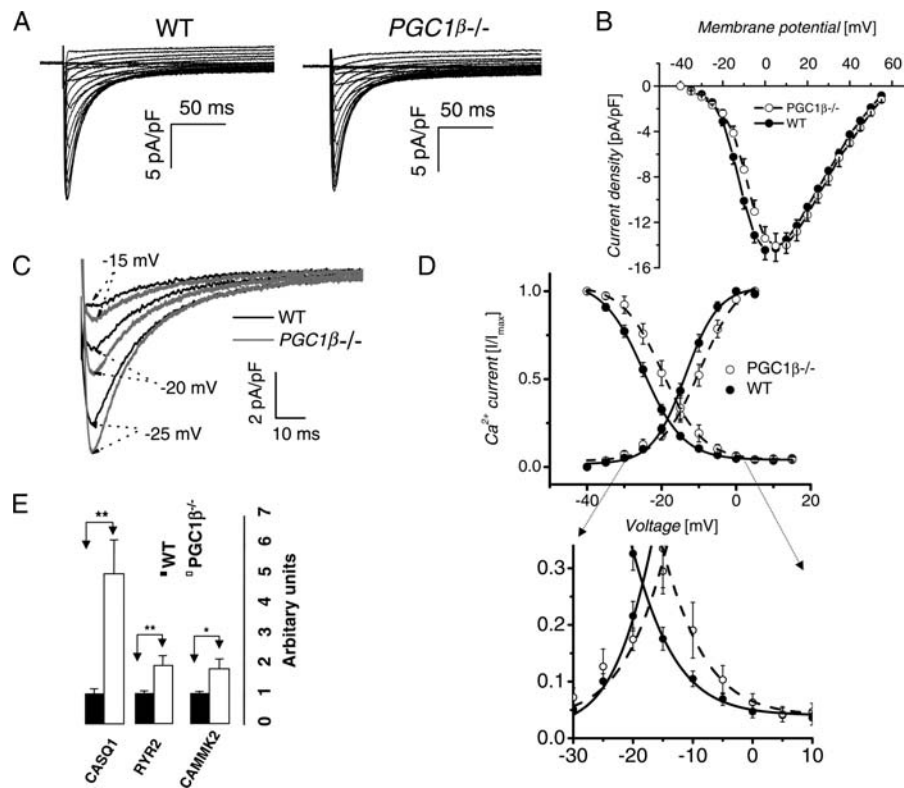 A
WT
PGC1β-/-
50 ms
5 pA/pF
50 ms
5 pA/pF
B
Membrane potential [mV]
-40 -20 0 20 40 60
0
-4
-8
-12
-16
Current density [pA/pF]
PGC1β-/-
WT
C
-15 mV
-20 mV
-25 mV
WT
PGC1β-/-
2 pA/pF
10 ms
D
1.0
0.5
0.0
Ca²⁺ current [I/Imax]
PGC1β-/-
WT
-40 -20 0 20
Voltage [mV]
0.3
0.2
0.1
0.0
-30 -20 -10 0 10
E
**
**
*
WT
PGC1β-/-
7
6
5
4
3
2
1
0
Arbitary units
CASQ1
RYR2
CAMMK2